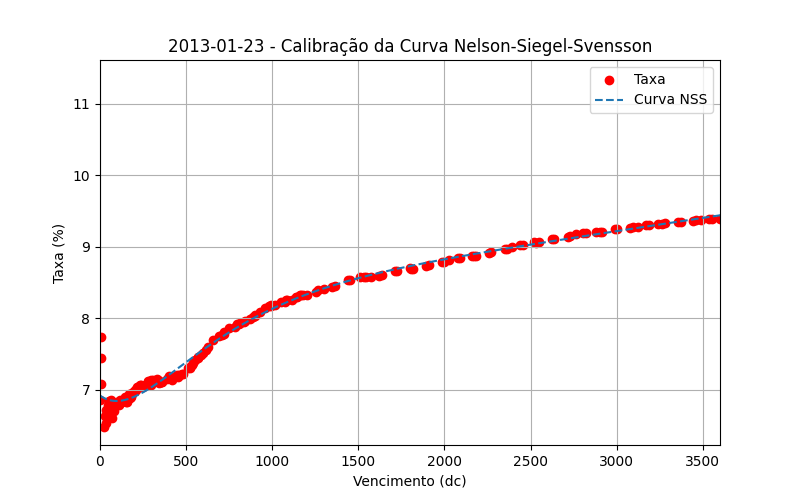 2013-01-23 - Calibração da Curva Nelson-Siegel-Svensson
Taxa
Curva NSS
Taxa (%)
11
10
9
8
7
0 500 1000 1500 2000 2500 3000 3500
Vencimento (dc)